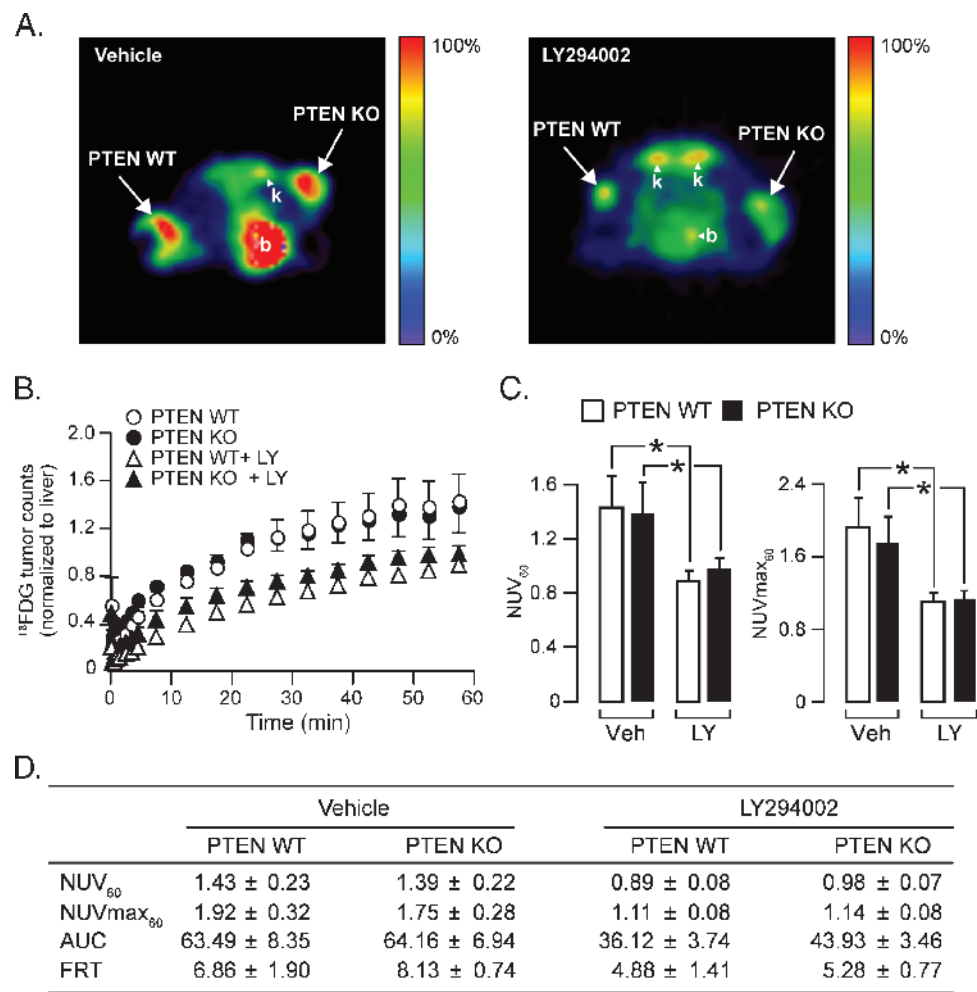 A.
Vehicle
PTEN WT
PTEN KO
k
b
100%
0%
LY294002
PTEN WT
PTEN KO
k
k
b
100%
0%
B.
PTEN WT
PTEN KO
PTEN WT+ LY
PTEN KO + LY
¹⁸FDG tumor counts
(normalized to liver)
2.0
1.6
1.2
0.8
0.4
0
0 10 20 30 40 50 60
Time (min)
C.
PTEN WT PTEN KO
NUV₆₀
1.6
1.2
0.8
0.4
0
* *
Veh LY
NUVmax₆₀
2.4
1.6
0.8
0
* *
Veh LY
D.
Vehicle LY294002
PTEN WT PTEN KO PTEN WT PTEN KO
NUV₆₀ 1.43 ± 0.23 1.39 ± 0.22 0.89 ± 0.08 0.98 ± 0.07
NUVmax₆₀ 1.92 ± 0.32 1.75 ± 0.28 1.11 ± 0.08 1.14 ± 0.08
AUC 63.49 ± 8.35 64.16 ± 6.94 36.12 ± 3.74 43.93 ± 3.46
FRT 6.86 ± 1.90 8.13 ± 0.74 4.88 ± 1.41 5.28 ± 0.77